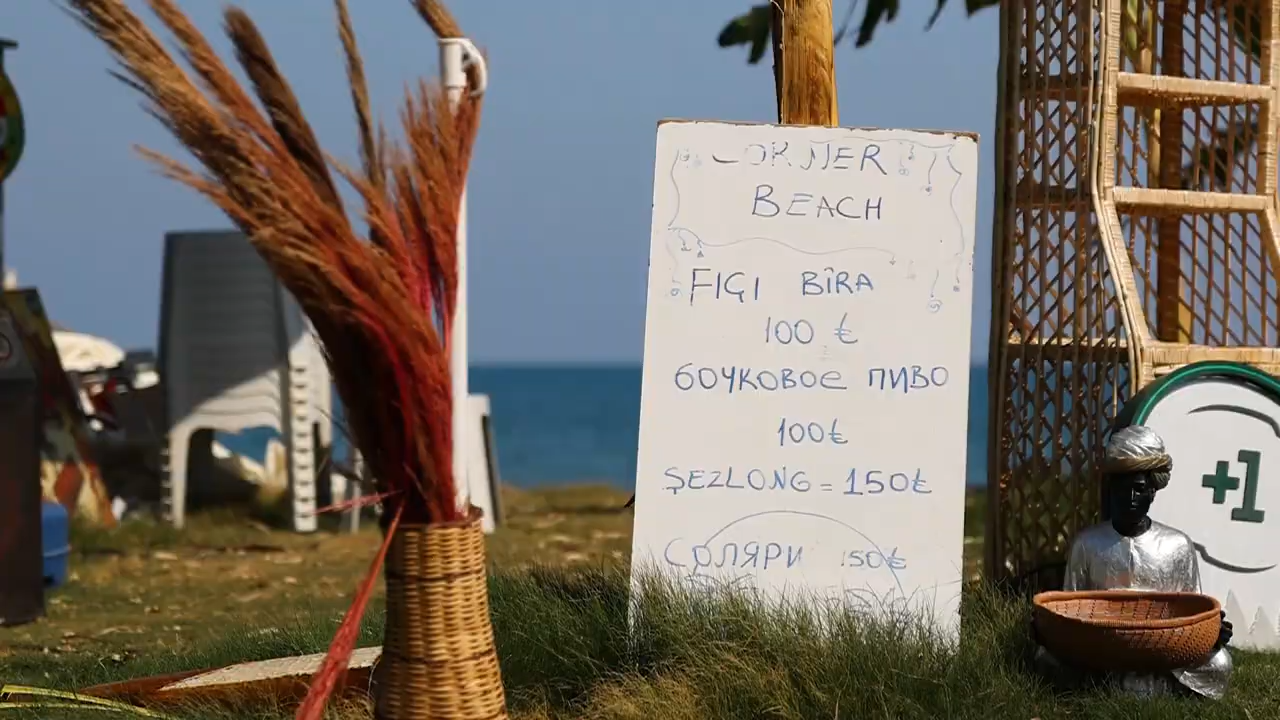 CORNER
BEACH
FIÇI BİRA
100 ₺
бочковое пиво
100₺
ŞEZLONG = 150₺
Соляри 150₺
+1